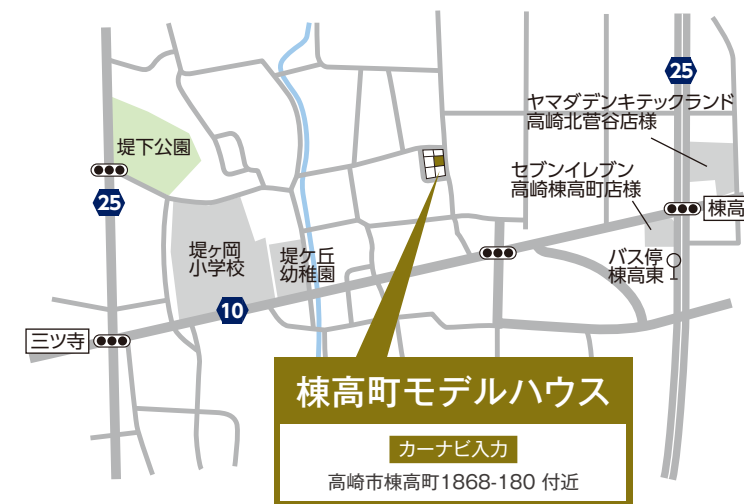 25
ヤマダデンキテックランド
高崎北菅谷店様
堤下公園
セブンイレブン
高崎棟高町店様
25
棟高
堤ヶ岡
小学校
堤ケ丘
幼稚園
バス停
棟高東
10
三ツ寺
棟高町モデルハウス
カーナビ入力
高崎市棟高町1868-180 付近